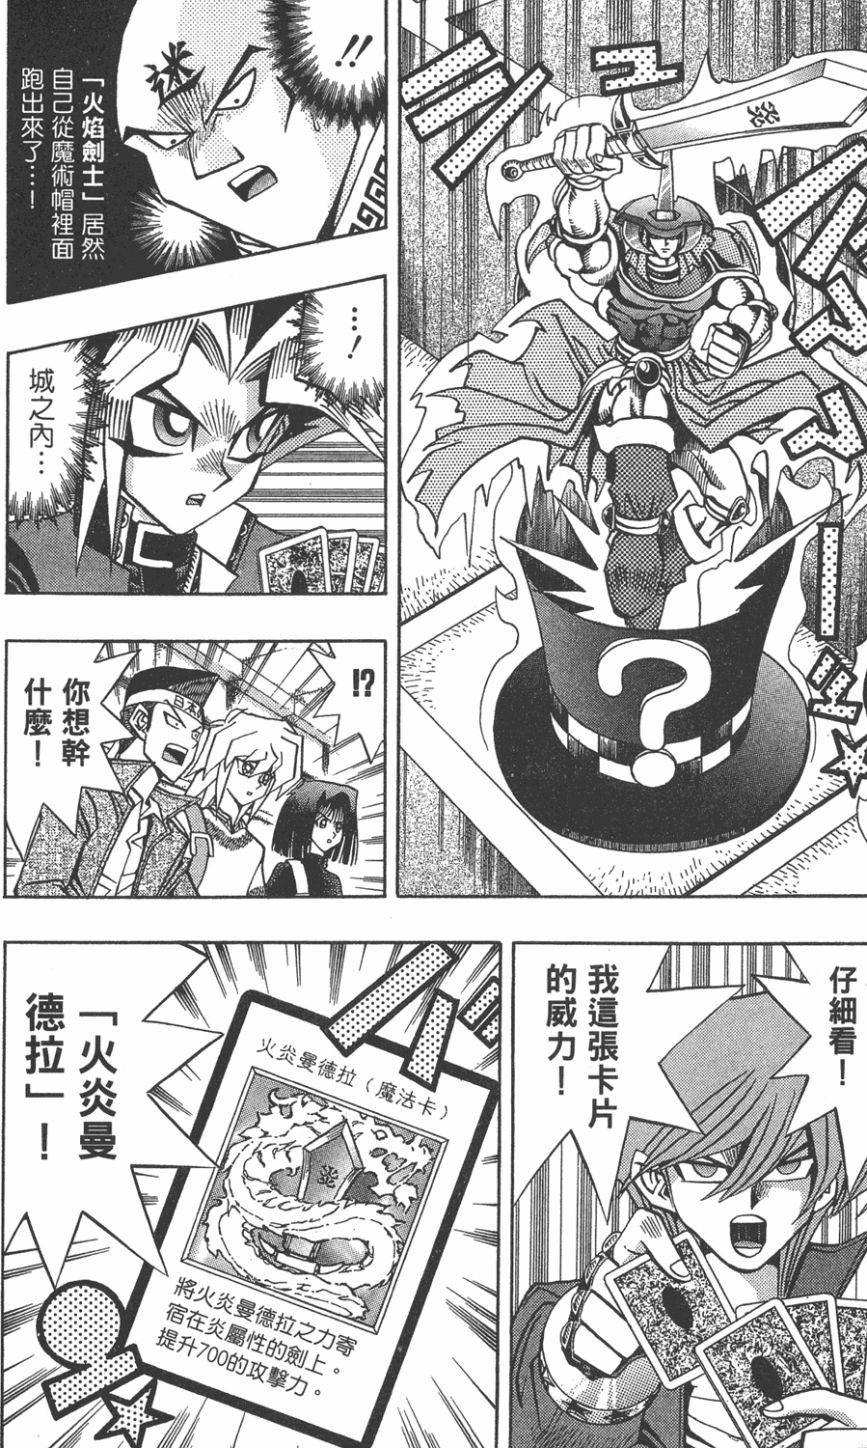 !!
「火焰劍士」居然
自己從魔術帽裡面
跑出來了…!
炎
?
迷
…!
城之內…
!?
你想幹
什麼!
日本
仔細看!
我這張卡片
的威力!
「火炎曼
德拉」!
火炎曼德拉(魔法卡)
炎
將火炎曼德拉之力寄
宿在炎屬性的劍上。
提升700的攻擊力。